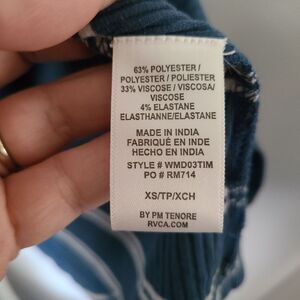 63% POLYESTER /
POLYESTER / POLIESTER
33% VISCOSE / VISCOSA/
VISCOSE
4% ELASTANE
ELASTHANNE/ELASTANE
MADE IN INDIA
FABRIQUÉ EN INDE
HECHO EN INDIA
STYLE # WMD03TIM
PO # RM714
XS/TP/XCH
BY PM TENORE
RVCA.COM